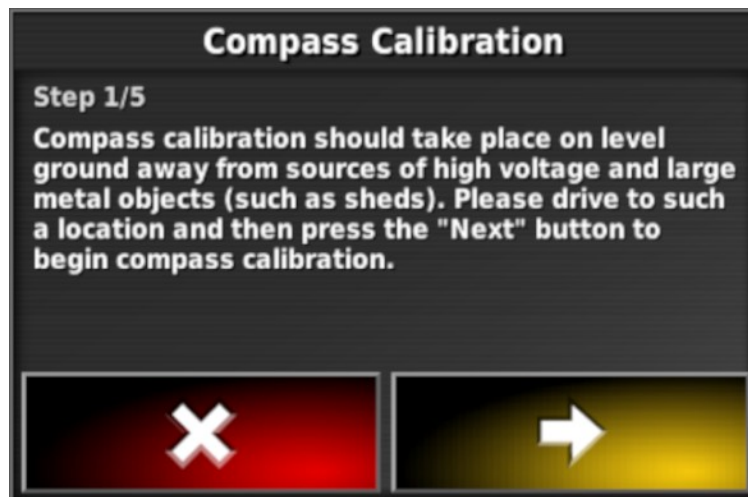 Compass Calibration
Step 1/5
Compass calibration should take place on level
ground away from sources of high voltage and large
metal objects (such as sheds). Please drive to such
a location and then press the "Next" button to
begin compass calibration.